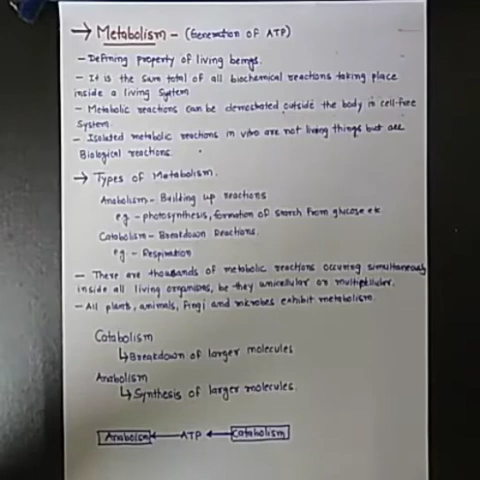 → Metabolism - (Generation of ATP)
- Defining property of living beings.
- It is the sum total of all biochemical reactions taking place
inside a living system
- Metabolic reactions can be demostrated outside the body in cell-free
system.
- Isolated metabolic reactions in vitro are not living things but are
Biological reactions.
→ Types of Metabolism.
Anabolism - Building up reactions
e.g - photosynthesis, formation of starch from glucose etc
Catabolism - Breakdown Reactions.
eg - Respiration
- There are thousands of metabolic reactions occuring simultaneously
inside all living organisms, be they unicellular or multicellular.
- All plants, animals, fingi and microbes exhibit metabolism.
Catabolism
↳ Breakdown of larger molecules
Anabolism
↳ Synthesis of larger molecules.
Anabolism ← ATP ← Catabolism